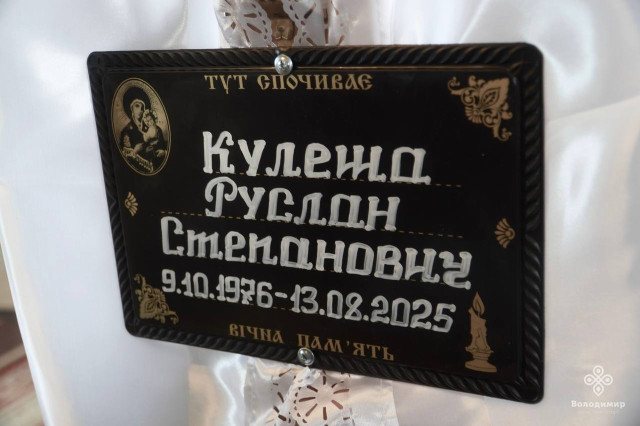 ТУТ СПОЧИВАЄ
Кулеша
Руслан
Степанович
9.10.1976-13.08.2025
ВІЧНА ПАМ'ЯТЬ
Володимир